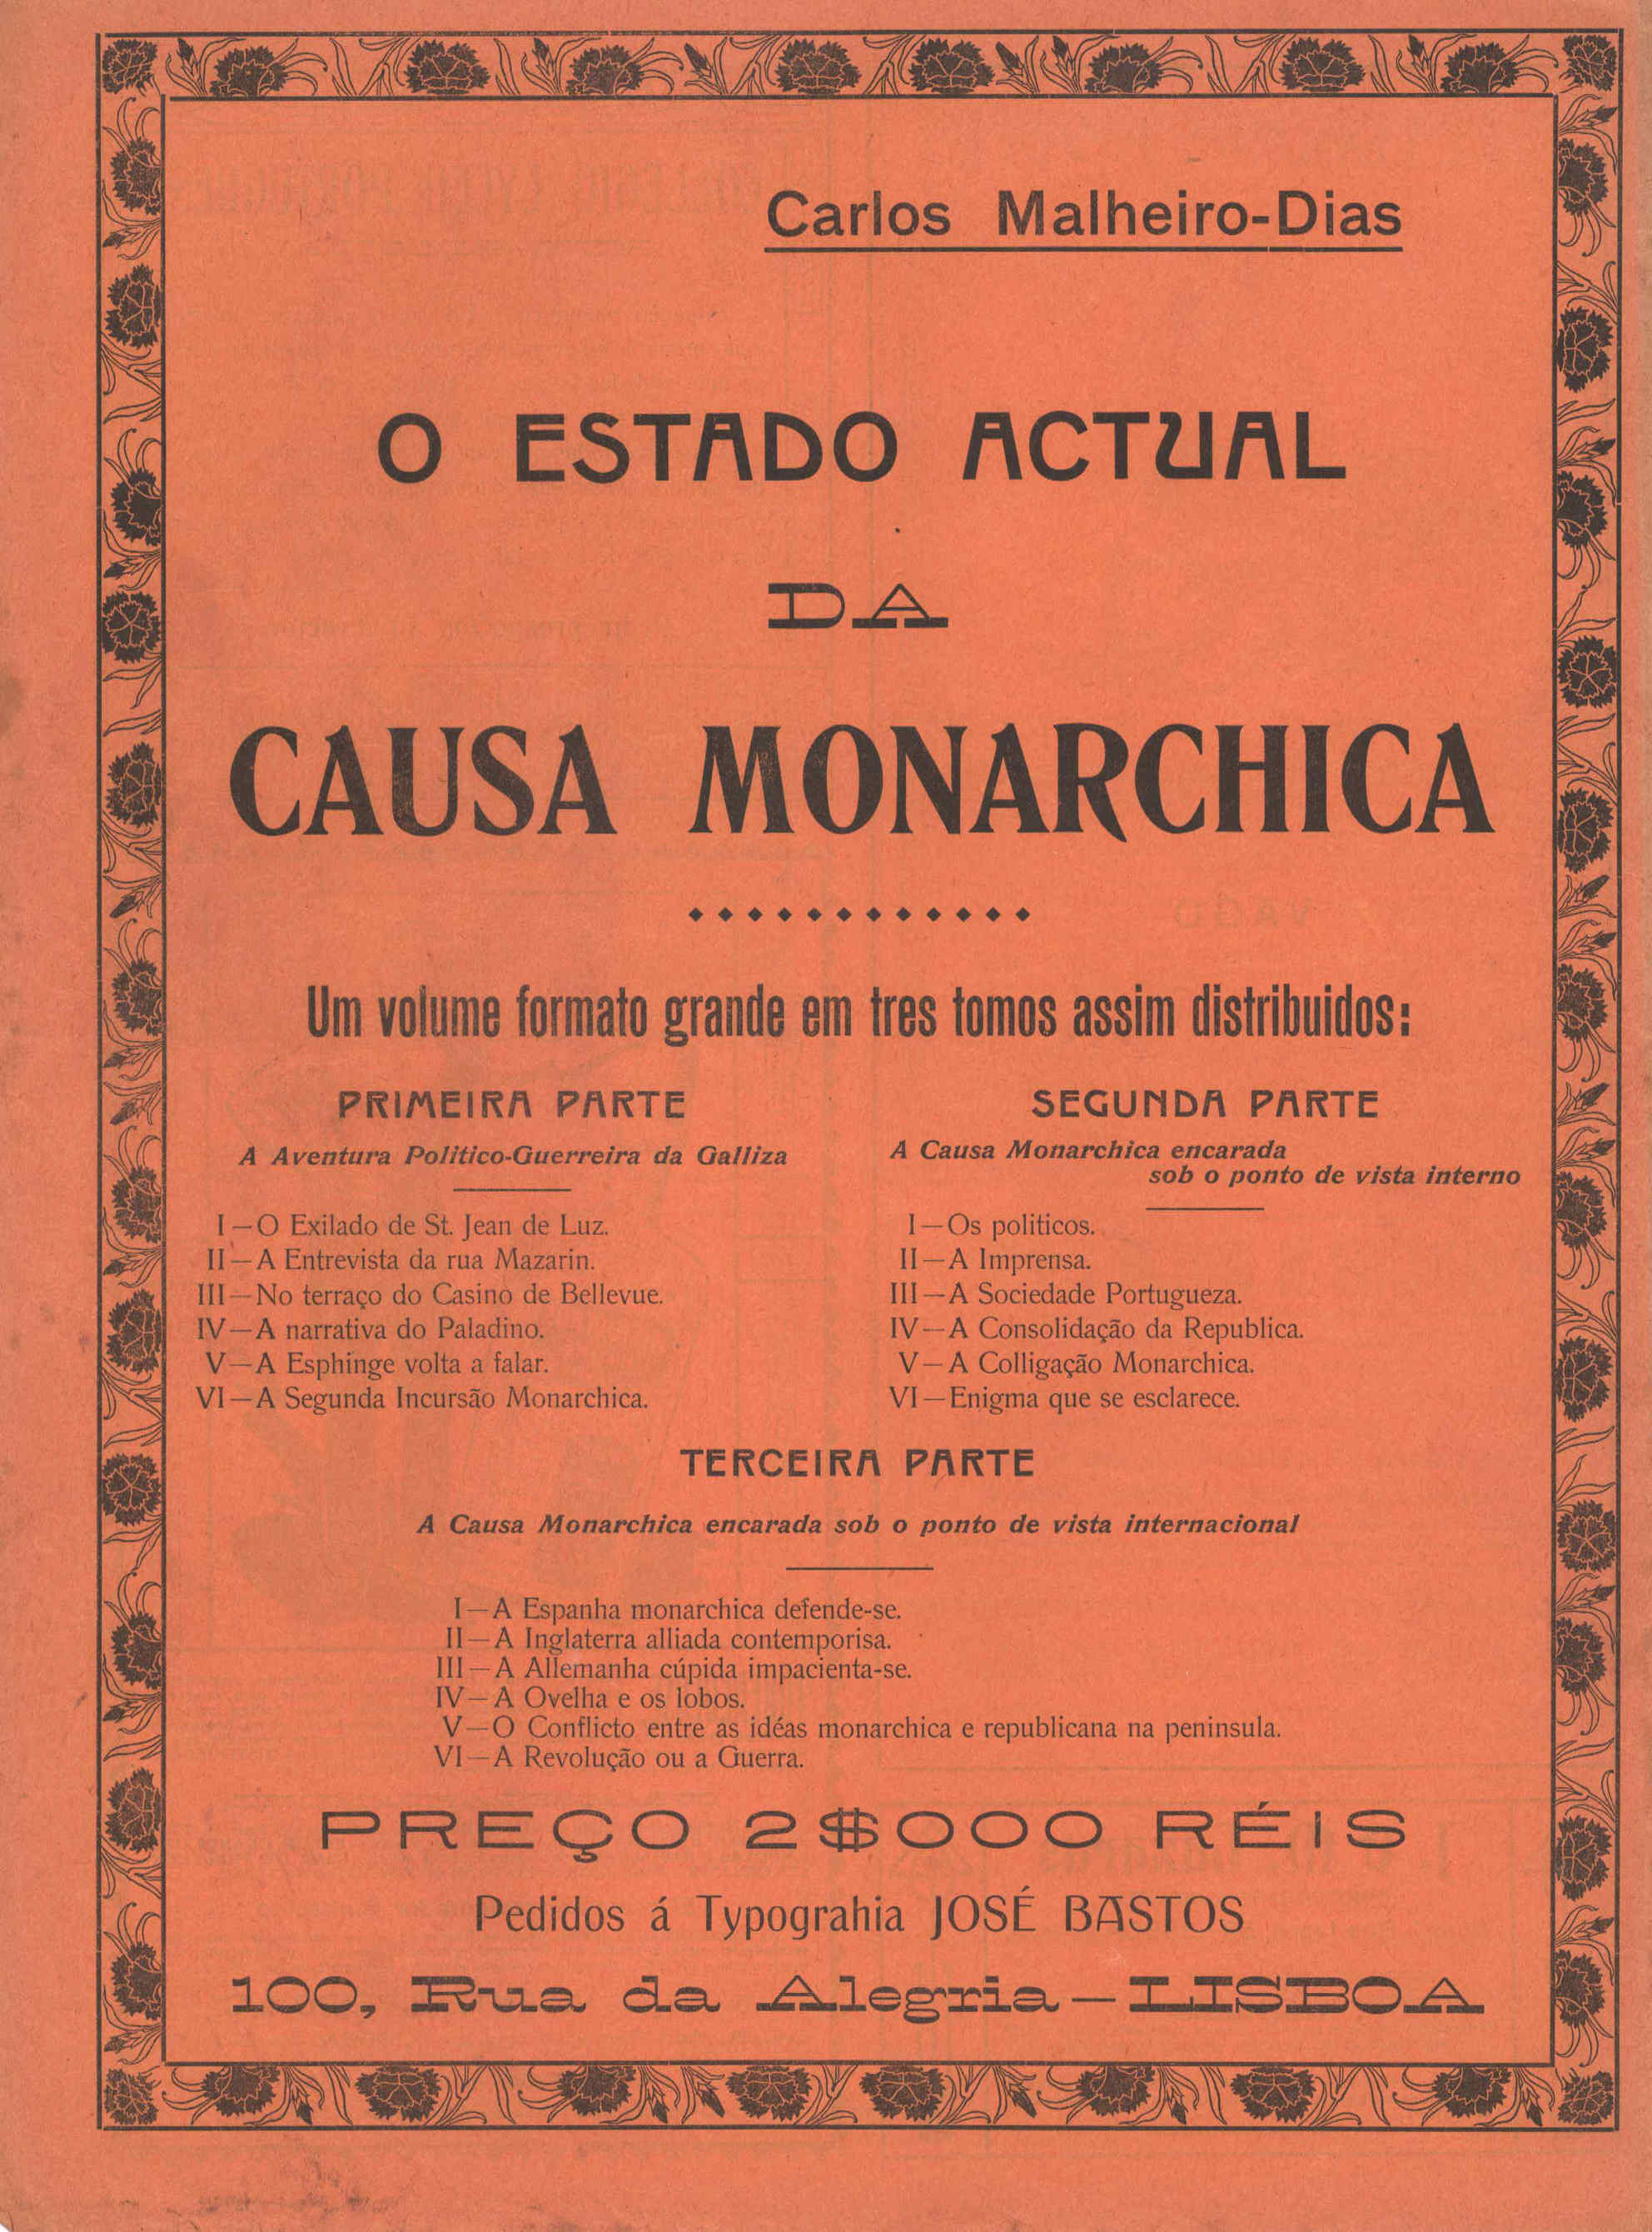 Carlos Malheiro-Dias
O ESTADO ACTUAL
DA
CAUSA MONARCHICA
Um volume formato grande em tres tomos assim distribuidos:
PRIMEIRA PARTE
A Aventura Politico-Guerreira da Galliza
I—O Exilado de St. Jean de Luz.
II—A Entrevista da rua Mazarin.
III—No terraço do Casino de Bellevue.
IV—A narrativa do Paladino.
V—A Esphinge volta a falar.
VI—A Segunda Incursão Monarchica.
SEGUNDA PARTE
A Causa Monarchica encarada
sob o ponto de vista interno
I—Os politicos.
II—A Imprensa.
III—A Sociedade Portugueza.
IV—A Consolidação da Republica.
V—A Colligação Monarchica.
VI—Enigma que se esclarece.
TERCEIRA PARTE
A Causa Monarchica encarada sob o ponto de vista internacional
I—A Espanha monarchica defende-se.
II—A Inglaterra alliada contemporisa.
III—A Allemanha cúpida impacienta-se.
IV—A Ovelha e os lobos.
V—O Conflicto entre as idéas monarchica e republicana na peninsula.
VI—A Revolução ou a Guerra.
PREÇO 2$000 RÉIS
Pedidos á Typograhia JOSÉ BASTOS
100, Rua da Alegria—LISBOA